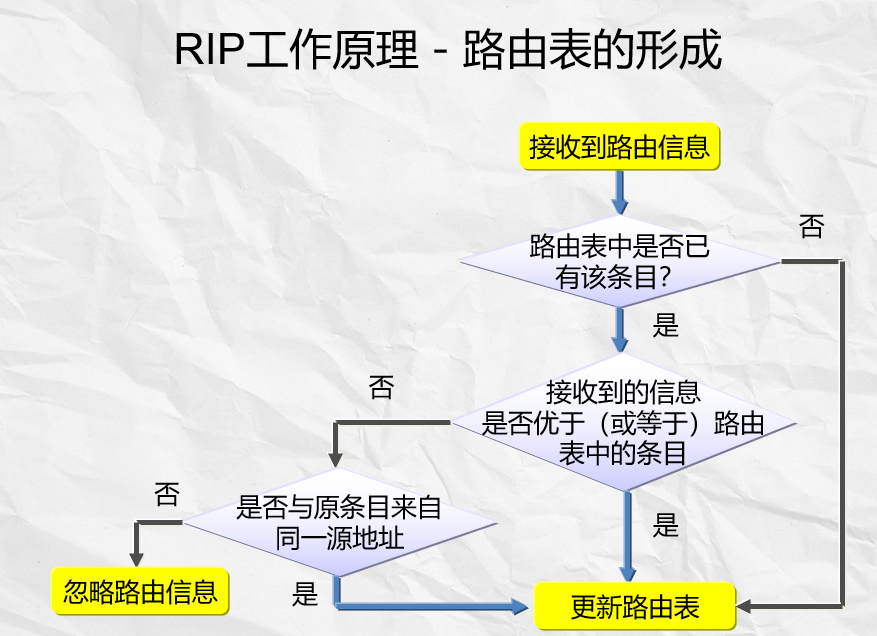 RIP工作原理 - 路由表的形成
接收到路由信息
否
路由表中是否已
有该条目?
是
接收到的信息
是否优于（或等于）路由
表中的条目
否
是
是否与原条目来自
同一源地址
否
是
忽略路由信息
更新路由表